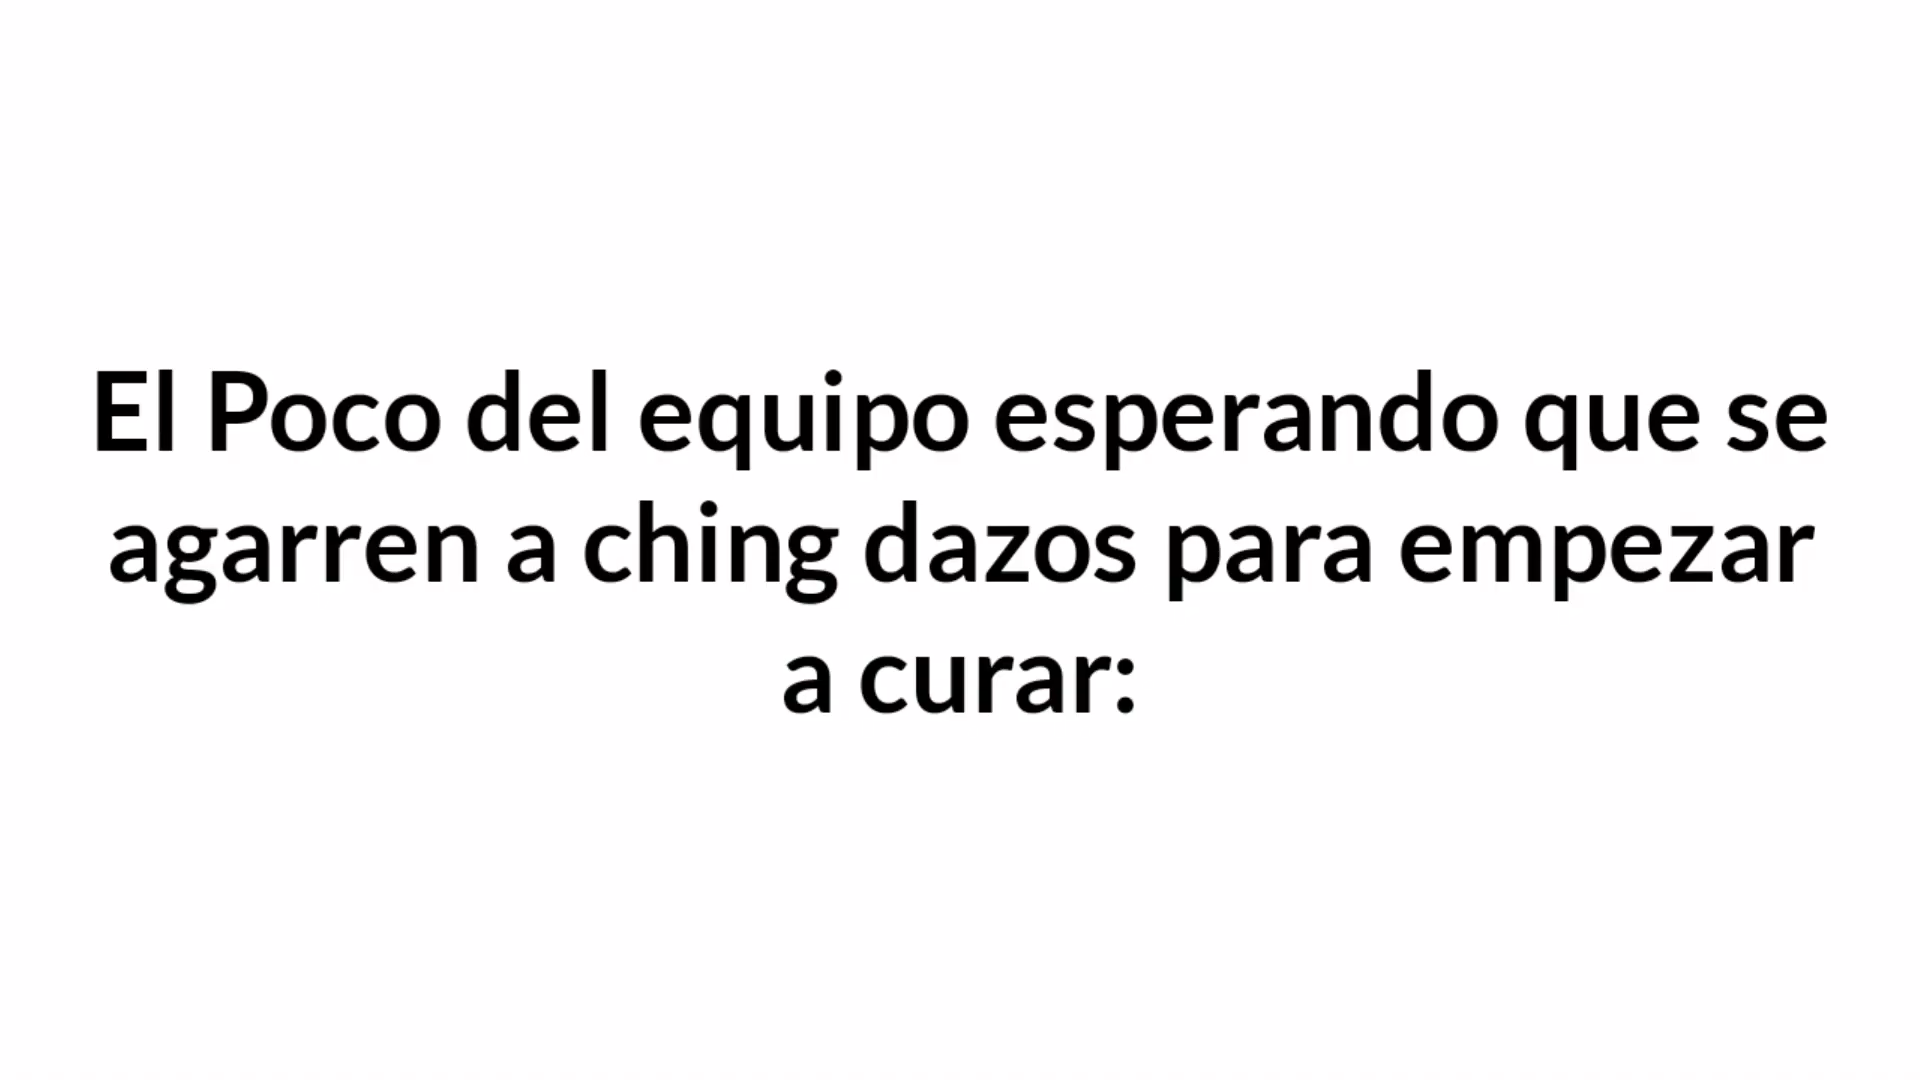 El Poco del equipo esperando que se
agarren a ching dazos para empezar
a curar: